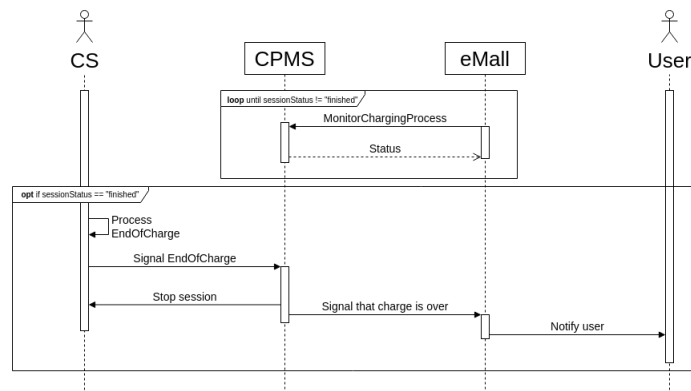 CS
CPMS
eMall
User
loop until sessionStatus != "finished"
MonitorChargingProcess
Status
opt if sessionStatus == "finished"
Process
EndOfCharge
Signal EndOfCharge
Stop session
Signal that charge is over
Notify user